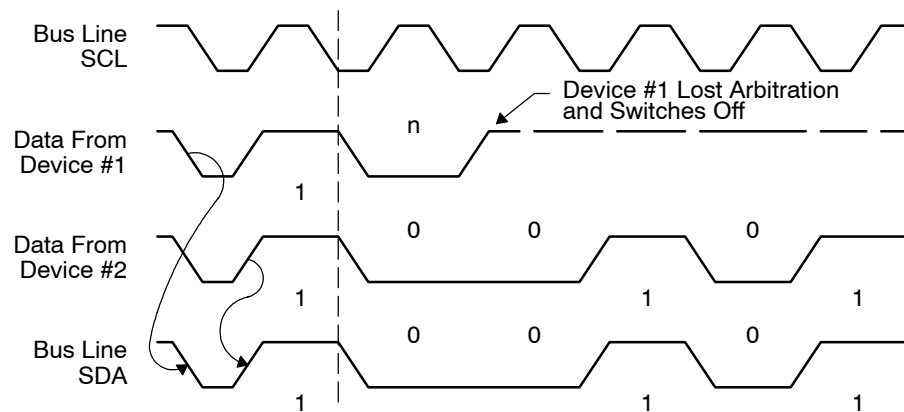 Bus Line
SCL
Device #1 Lost Arbitration
and Switches Off
n
Data From
Device #1
1
0 0 0
Data From
Device #2
1 1 1
0 0 0
Bus Line
SDA
1 1 1